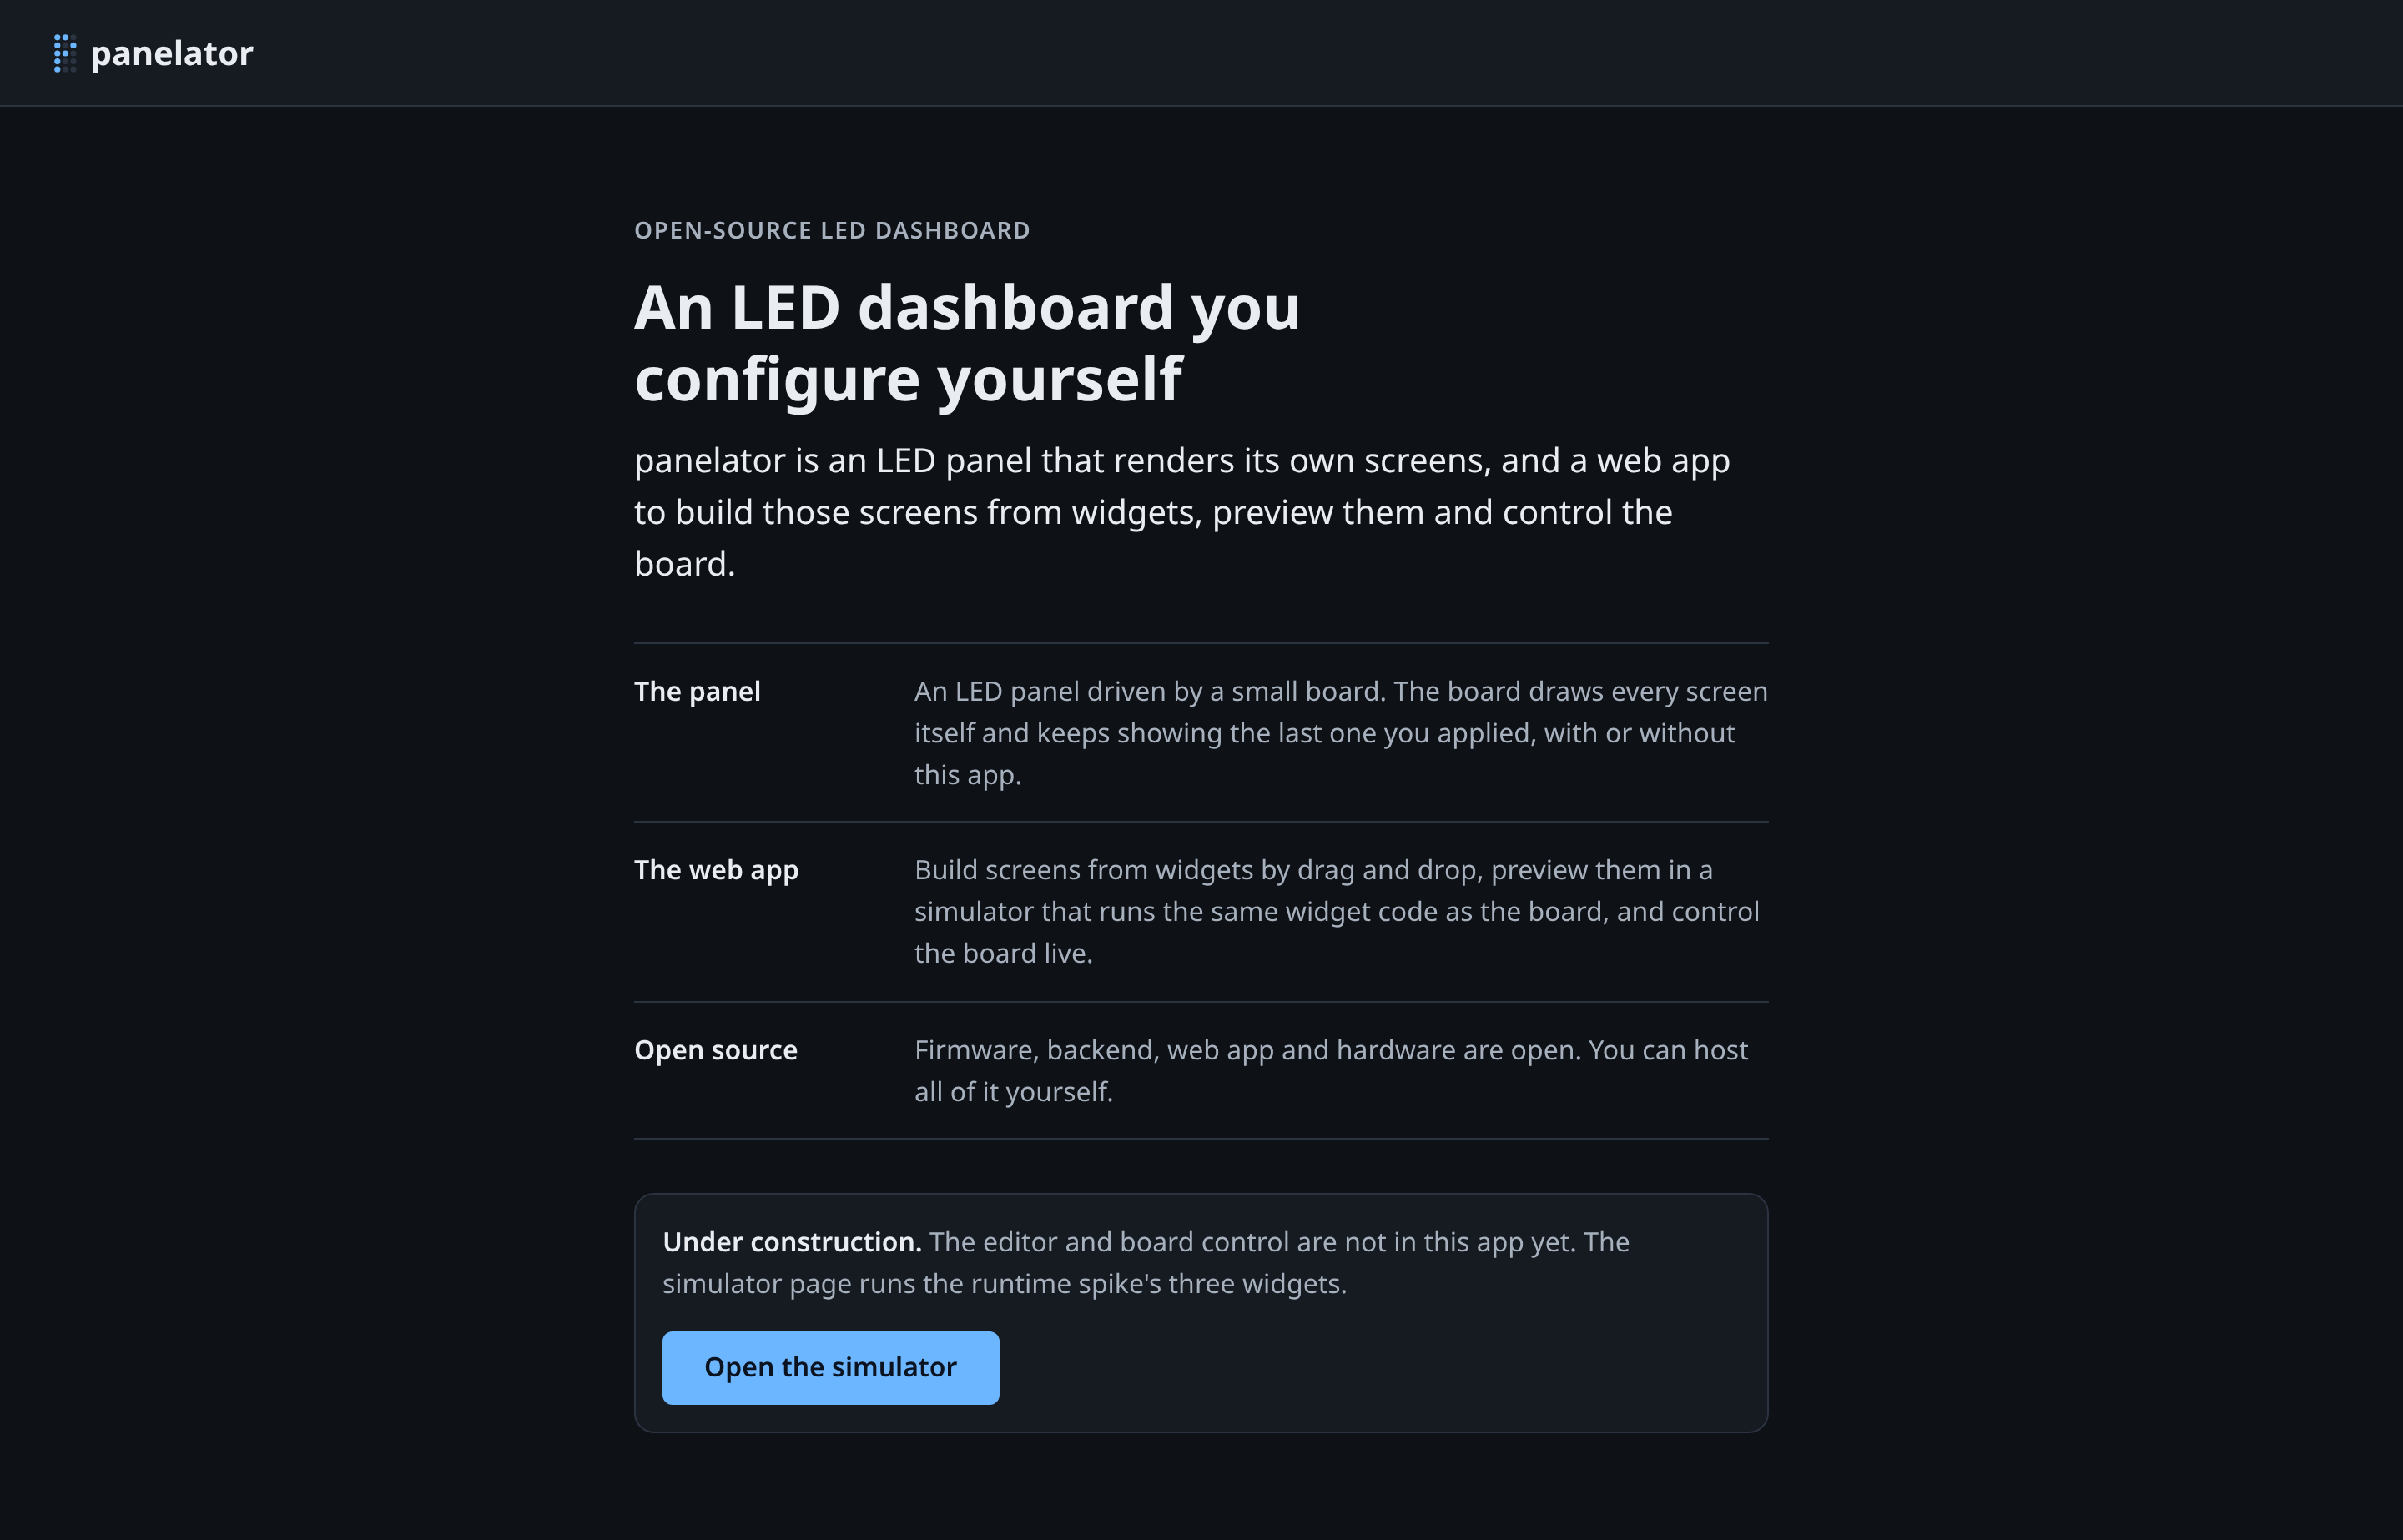 panelator
OPEN-SOURCE LED DASHBOARD
An LED dashboard you
configure yourself
panelator is an LED panel that renders its own screens, and a web app
to build those screens from widgets, preview them and control the
board.
The panel
An LED panel driven by a small board. The board draws every screen
itself and keeps showing the last one you applied, with or without
this app.
The web app
Build screens from widgets by drag and drop, preview them in a
simulator that runs the same widget code as the board, and control
the board live.
Open source
Firmware, backend, web app and hardware are open. You can host
all of it yourself.
Under construction. The editor and board control are not in this app yet. The
simulator page runs the runtime spike's three widgets.
Open the simulator